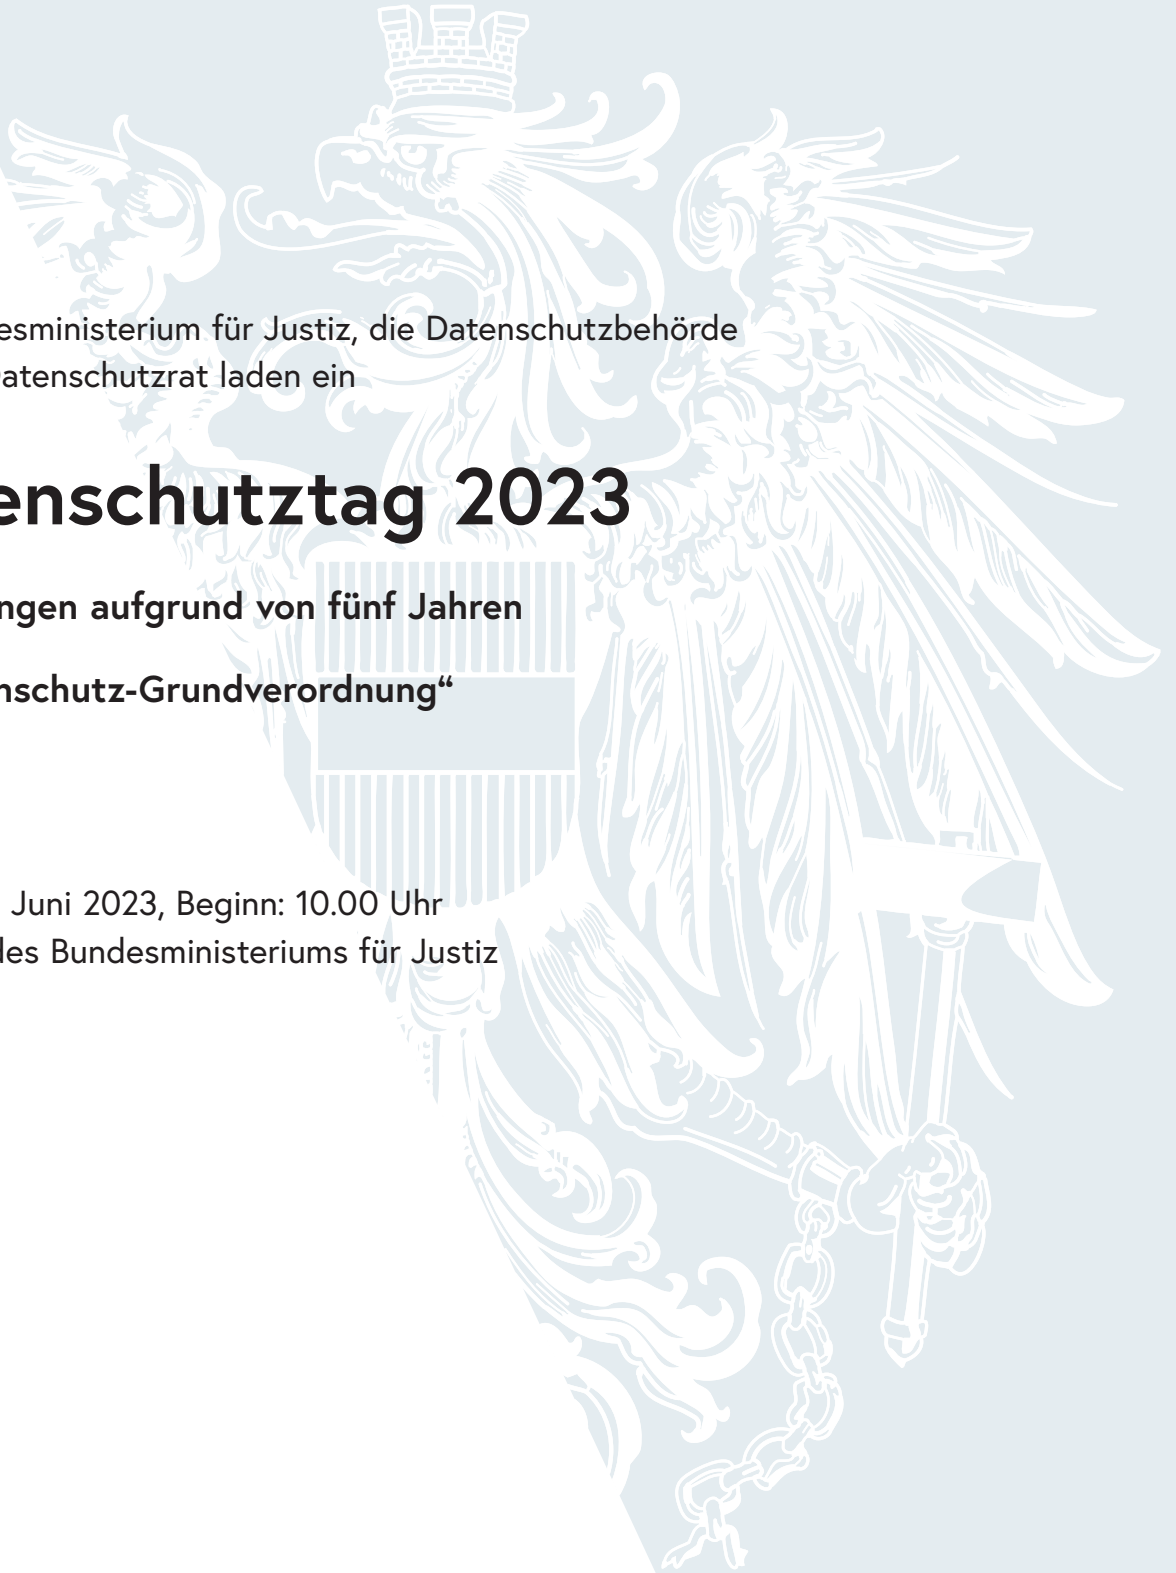 esministerium für Justiz, die Datenschutzbehörde
atenschutzrat laden ein
enschutztag 2023
ngen aufgrund von fünf Jahren
nschutz-Grundverordnung“
Juni 2023, Beginn: 10.00 Uhr
des Bundesministeriums für Justiz